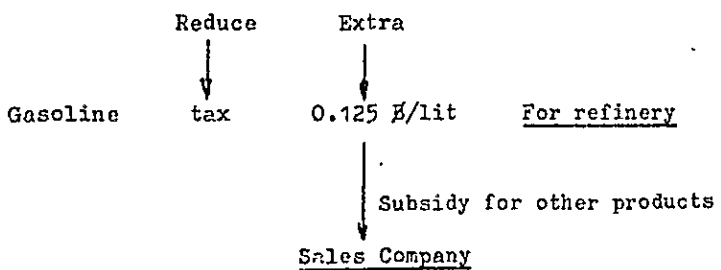 Reduce Extra
Gasoline tax 0.125 ฿/lit For refinery
Subsidy for other products
Sales Company